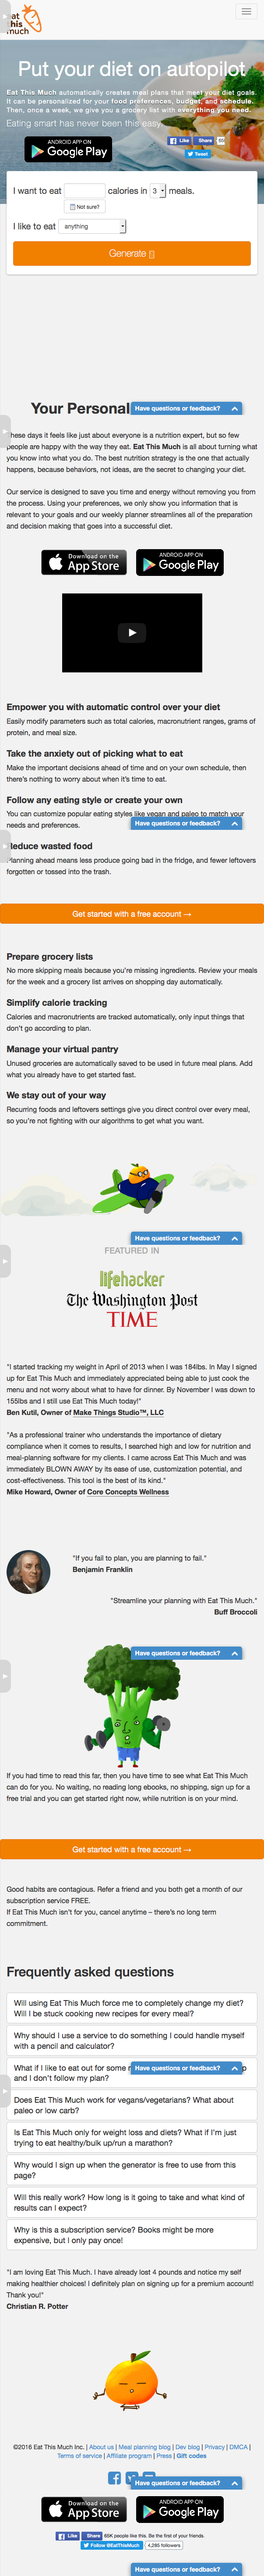 eat
this
much
Put your diet on autopilot
Eat This Much automatically creates meal plans that meet your diet goals.
It can be personalized for your food preferences, budget, and schedule.
Then, once a week, we give you a grocery list with everything you need.
Eating smart has never been this easy.
ANDROID APP ON
Google Play
Like Share
Tweet
I want to eat calories in 3 meals.
Not sure?
I like to eat anything
Generate
Your Personal
Have questions or feedback?
These days it feels like just about everyone is a nutrition expert, but so few
people are happy with the way they eat. Eat This Much is all about turning what
you know into what you do. The best nutrition strategy is the one that actually
happens, because behaviors, not ideas, are the secret to changing your diet.
Our service is designed to save you time and energy without removing you from
the process. Using your preferences, we only show you information that is
relevant to your goals and our weekly planner streamlines all of the preparation
and decision making that goes into a successful diet.
Download on the
App Store
ANDROID APP ON
Google Play
Empower you with automatic control over your diet
Easily modify parameters such as total calories, macronutrient ranges, grams of
protein, and meal size.
Take the anxiety out of picking what to eat
Make the important decisions ahead of time and on your own schedule, then
there's nothing to worry about when it's time to eat.
Follow any eating style or create your own
You can customize popular eating styles like vegan and paleo to match your
needs and preferences.
Have questions or feedback?
Reduce wasted food
Planning ahead means less produce going bad in the fridge, and fewer leftovers
forgotten or tossed into the trash.
Get started with a free account →
Prepare grocery lists
No more skipping meals because you're missing ingredients. Review your meals
for the week and a grocery list arrives on shopping day automatically.
Simplify calorie tracking
Calories and macronutrients are tracked automatically, only input things that
don't go according to plan.
Manage your virtual pantry
Unused groceries are automatically saved to be used in future meal plans. Add
what you already have to get started fast.
We stay out of your way
Recurring foods and leftovers settings give you direct control over every meal,
so you're not fighting with our algorithms to get what you want.
Have questions or feedback?
FEATURED IN
lifehacker
The Washington Post
TIME
"I started tracking my weight in April of 2013 when I was 184lbs. In May I signed
up for Eat This Much and immediately appreciated being able to just cook the
menu and not worry about what to have for dinner. By November I was down to
155lbs and I still use Eat This Much today!"
Ben Kutil, Owner of Make Things Studio™, LLC
"As a professional trainer who understands the importance of dietary
compliance when it comes to results, I searched high and low for nutrition and
meal-planning software for my clients. I came across Eat This Much and was
immediately BLOWN AWAY by its ease of use, customization potential, and
cost-effectiveness. This tool is the best of its kind."
Mike Howard, Owner of Core Concepts Wellness
"If you fail to plan, you are planning to fail."
Benjamin Franklin
"Streamline your planning with Eat This Much."
Buff Broccoli
Have questions or feedback?
If you had time to read this far, then you have time to see what Eat This Much
can do for you. No waiting, no reading long ebooks, no shipping, sign up for a
free trial and you can get started right now, while nutrition is on your mind.
Get started with a free account →
Good habits are contagious. Refer a friend and you both get a month of our
subscription service FREE.
If Eat This Much isn't for you, cancel anytime – there's no long term
commitment.
Frequently asked questions
Will using Eat This Much force me to completely change my diet?
Will I be stuck cooking new recipes for every meal?
Why should I use a service to do something I could handle myself
with a pencil and calculator?
What if I like to eat out for some
Have questions or feedback?
and I don't follow my plan?
Does Eat This Much work for vegans/vegetarians? What about
paleo or low carb?
Is Eat This Much only for weight loss and diets? What if I'm just
trying to eat healthy/bulk up/run a marathon?
Why would I sign up when the generator is free to use from this
page?
Will this really work? How long is it going to take and what kind of
results can I expect?
Why is this a subscription service? Books might be more
expensive, but I only pay once!
"I am loving Eat This Much. I have already lost 4 pounds and notice my self
making healthier choices! I definitely plan on signing up for a premium account!
Thank you!"
Christian R. Potter
©2016 Eat This Much Inc. | About us | Meal planning blog | Dev blog | Privacy | DMCA |
Terms of service | Affiliate program | Press | Gift codes
Have questions or feedback?
Download on the
App Store
ANDROID APP ON
Google Play
Like Share 65K people like this. Be the first of your friends.
Follow @EatThisMuch 4,285 followers
Have questions or feedback?